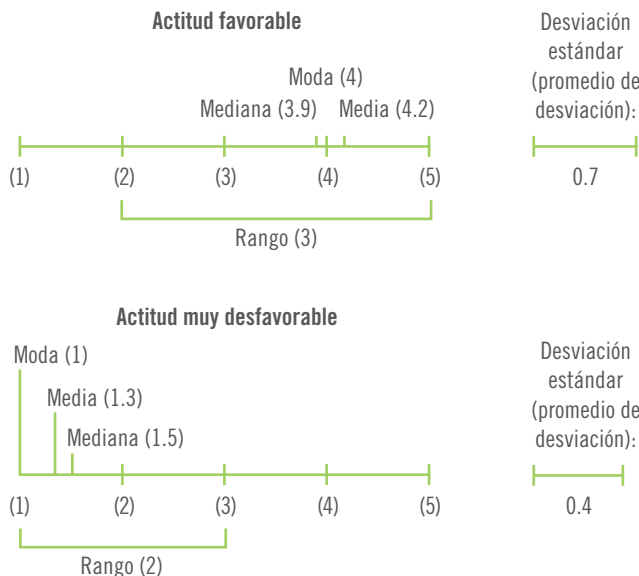 Actitud favorable
Desviación
estándar
(promedio de
desviación):
Moda (4)
Mediana (3.9)
Media (4.2)
(1)
(2)
(3)
(4)
(5)
0.7
Rango (3)
Actitud muy desfavorable
Moda (1)
Media (1.3)
Mediana (1.5)
Desviación
estándar
(promedio de
desviación):
(1)
(2)
(3)
(4)
(5)
0.4
Rango (2)